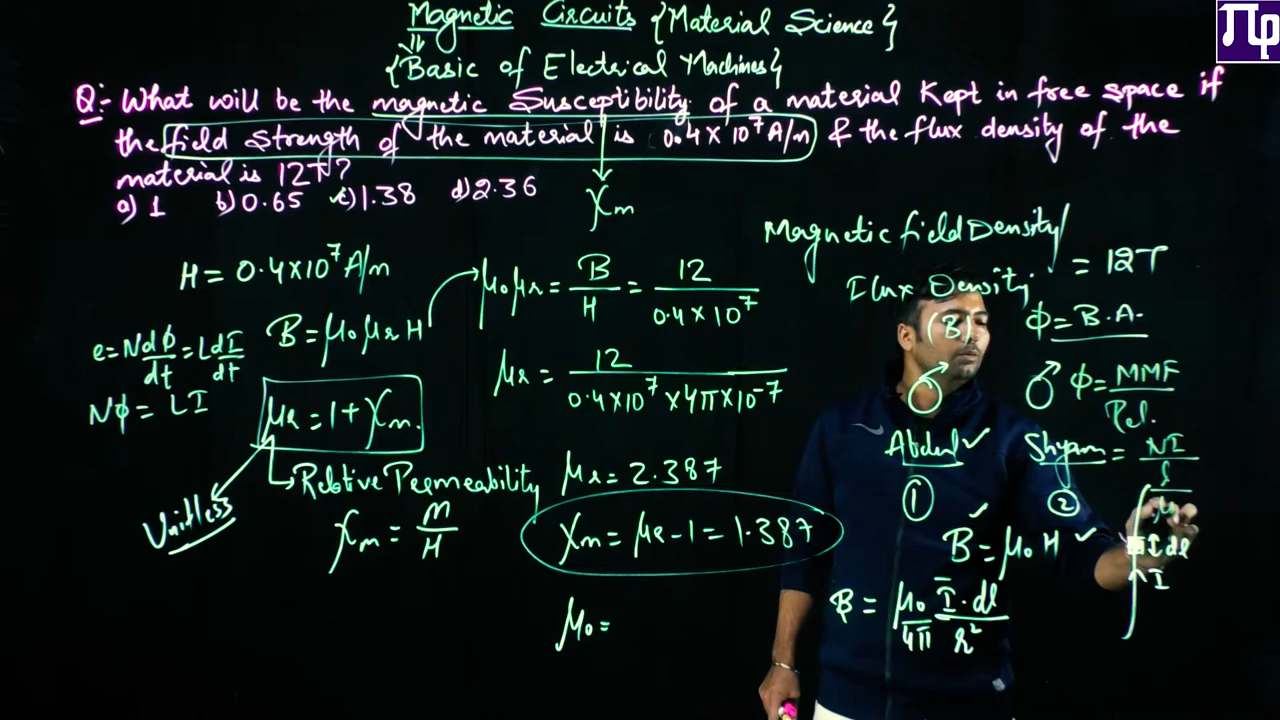 Magnetic Circuits {Material Science}
⇓
{Basic of Electrical Machines}
πφ
Q:- What will be the magnetic Susceptibility of a material Kept in free space if
the field strength of the material is 0.4×10⁷ A/m & the flux density of the
material is 12T?
a) 1 b) 0.65 ✓c) 1.38 d) 2.36
χm
H = 0.4×10⁷ A/m
B = μ₀μr H
e = N dφ/dt = L dI/dt
Nφ = LI
μr = 1 + χm.
Relative Permeability
Unitless
χm = M/H
μ₀μr = B/H = 12/(0.4×10⁷)
μr = 12/(0.4×10⁷×4π×10⁻⁷)
μr = 2.387
χm = μr - 1 = 1.387
μ₀ =
Magnetic field Density/
Flux Density = 12T
(B)
φ = B.A.
♂ ♂ φ = MMF/Rel.
Abdul ✓ Shyam = NI
l
① ②
B = μ₀ H ✓
I dl
I
B = μ₀/4π I·dl/r²